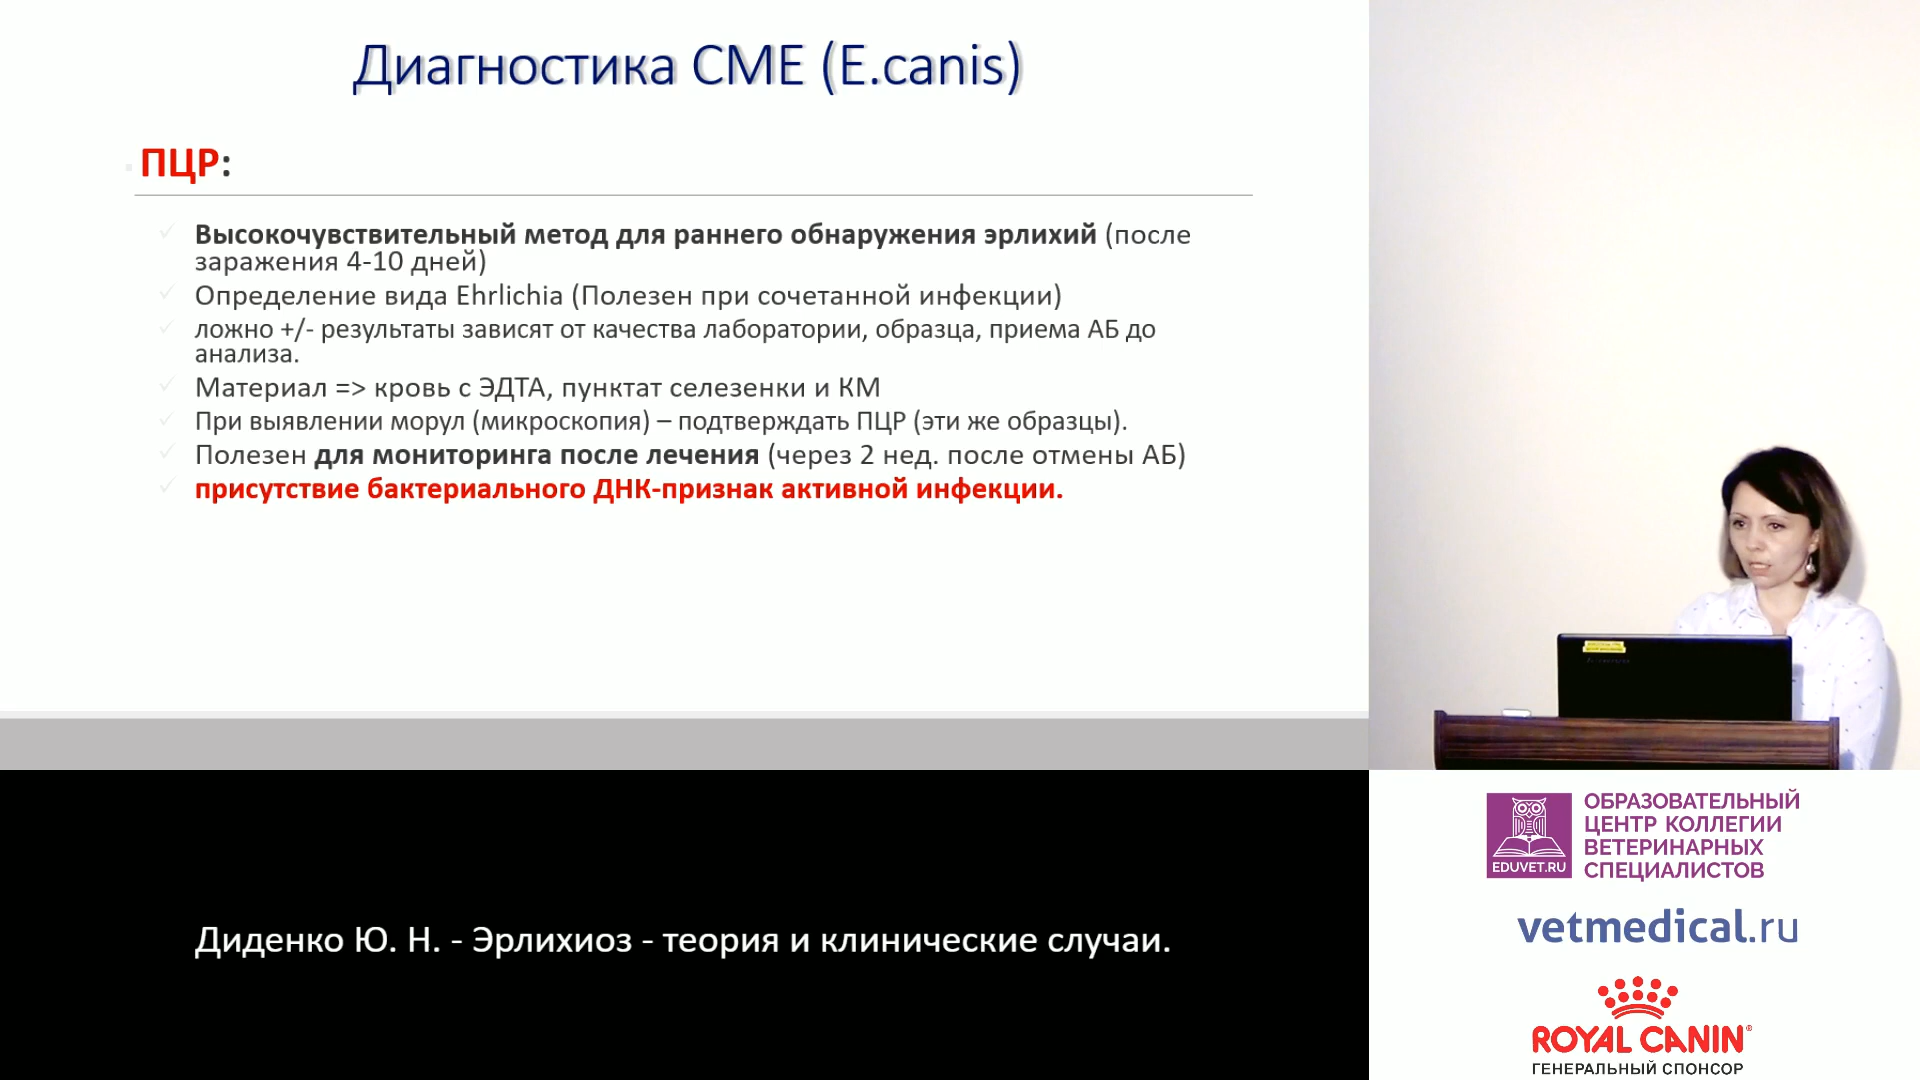 Диагностика CME (E.canis)
ПЦР:
Высокочувствительный метод для раннего обнаружения эрлихий (после
заражения 4-10 дней)
Определение вида Ehrlichia (Полезен при сочетанной инфекции)
ложно +/- результаты зависят от качества лаборатории, образца, приема АБ до
анализа.
Материал => кровь с ЭДТА, пунктат селезенки и КМ
При выявлении морул (микроскопия) – подтверждать ПЦР (эти же образцы).
Полезен для мониторинга после лечения (через 2 нед. после отмены АБ)
присутствие бактериального ДНК-признак активной инфекции.
Диденко Ю. Н. - Эрлихиоз - теория и клинические случаи.
EDUVET.RU
ОБРАЗОВАТЕЛЬНЫЙ
ЦЕНТР КОЛЛЕГИИ
ВЕТЕРИНАРНЫХ
СПЕЦИАЛИСТОВ
vetmedical.ru
ROYAL CANIN®
ГЕНЕРАЛЬНЫЙ СПОНСОР